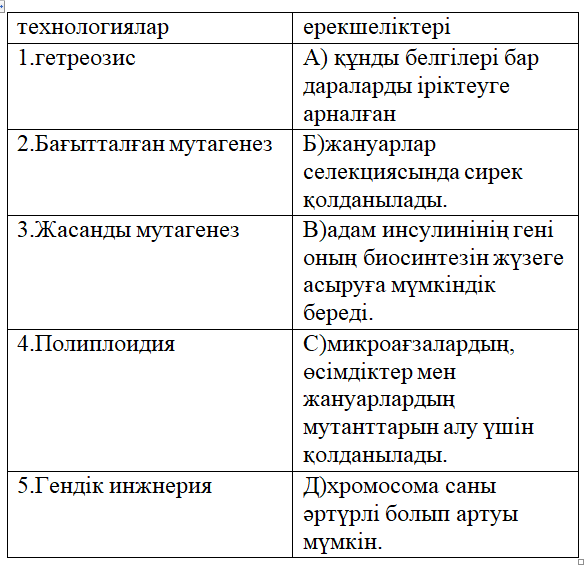 технологиялар
ерекшеліктері
1.гетреозис
А) құнды белгілері бар
дараларды іріктеуге
арналған
2.Бағытталған мутагенез
Б)жануарлар
селекциясында сирек
қолданылады.
3.Жасанды мутагенез
В)адам инсулинінің гені
оның биосинтезін жүзеге
асыруға мүмкіндік
береді.
4.Полиплоидия
С)микроағзалардың,
өсімдіктер мен
жануарлардың
мутанттарын алу үшін
қолданылады.
5.Гендік инжнерия
Д)хромосома саны
әртүрлі болып артуы
мүмкін.